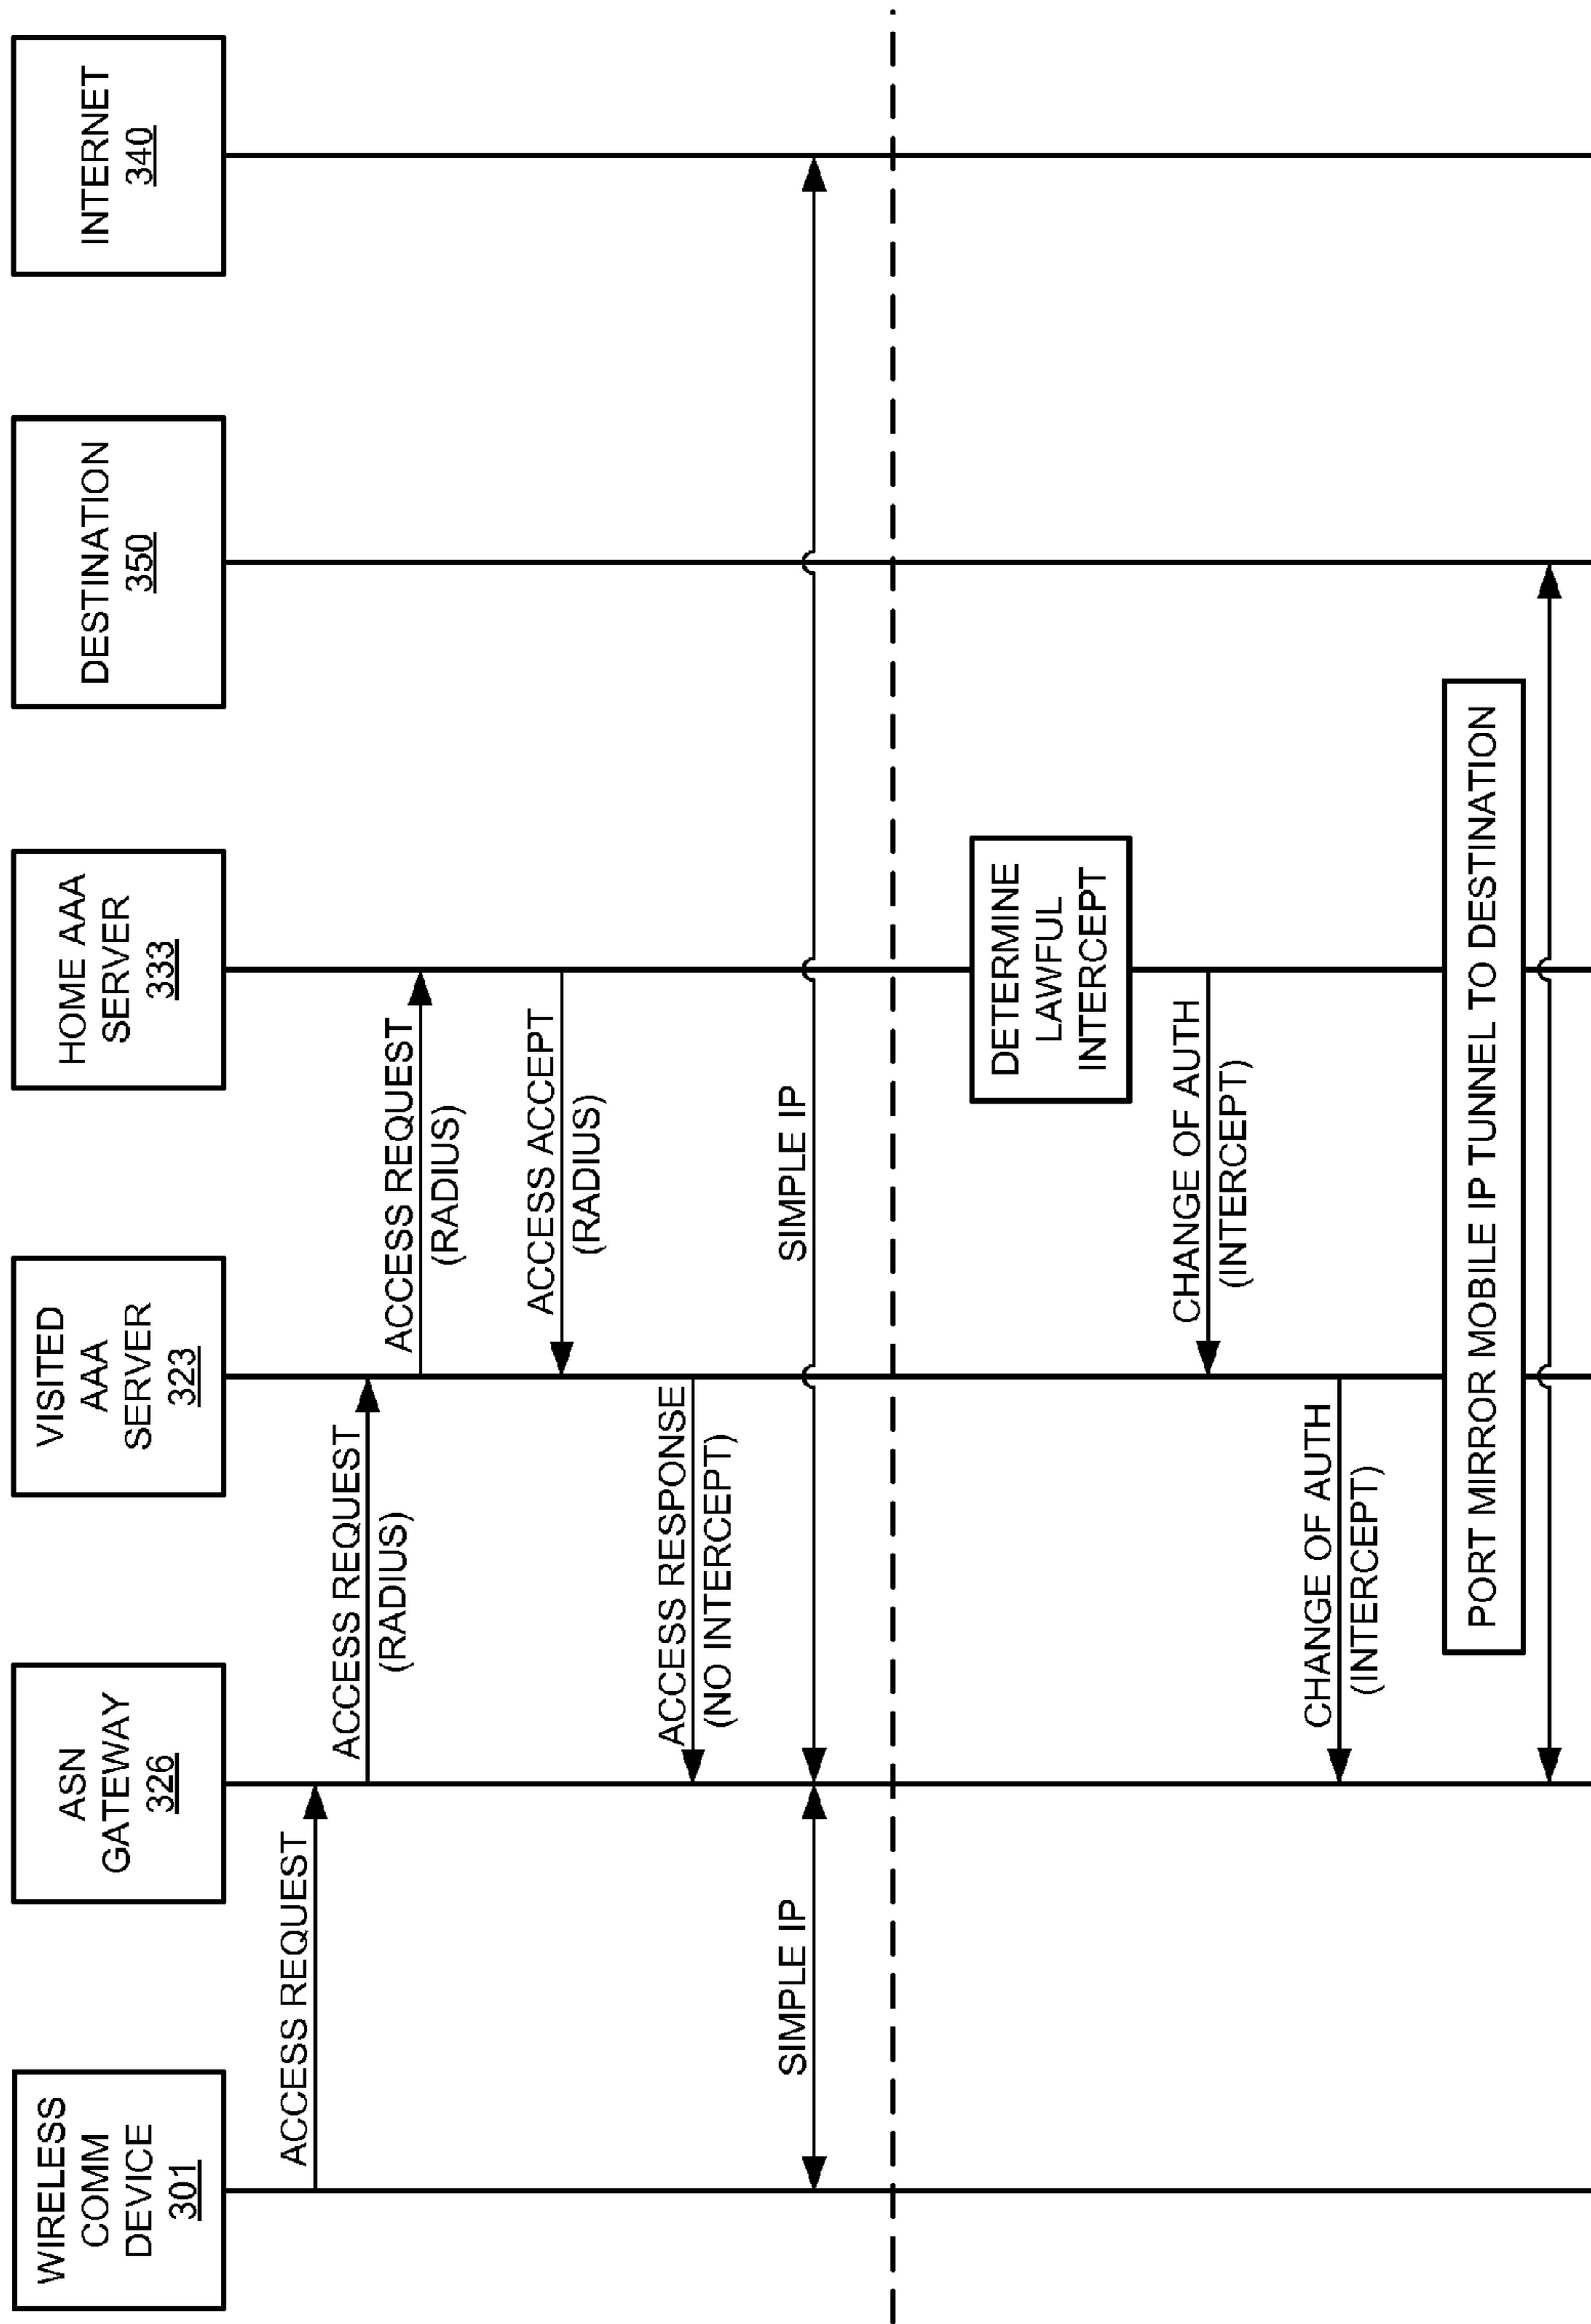 WIRELESS
COMM
DEVICE
301
ASN
GATEWAY
326
VISITED
AAA
SERVER
323
HOME AAA
SERVER
333
DESTINATION
350
INTERNET
340
ACCESS REQUEST
ACCESS REQUEST
(RADIUS)
ACCESS REQUEST
(RADIUS)
ACCESS ACCEPT
(RADIUS)
ACCESS RESPONSE
(NO INTERCEPT)
SIMPLE IP
SIMPLE IP
DETERMINE
LAWFUL
INTERCEPT
CHANGE OF AUTH
(INTERCEPT)
CHANGE OF AUTH
(INTERCEPT)
PORT MIRROR MOBILE IP TUNNEL TO DESTINATION